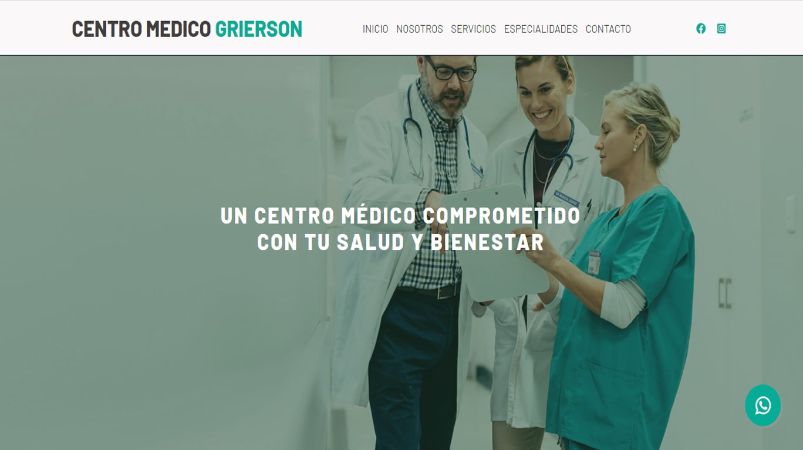 CENTRO MEDICO GRIERSON
INICIO NOSOTROS SERVICIOS ESPECIALIDADES CONTACTO
UN CENTRO MÉDICO COMPROMETIDO
CON TU SALUD Y BIENESTAR